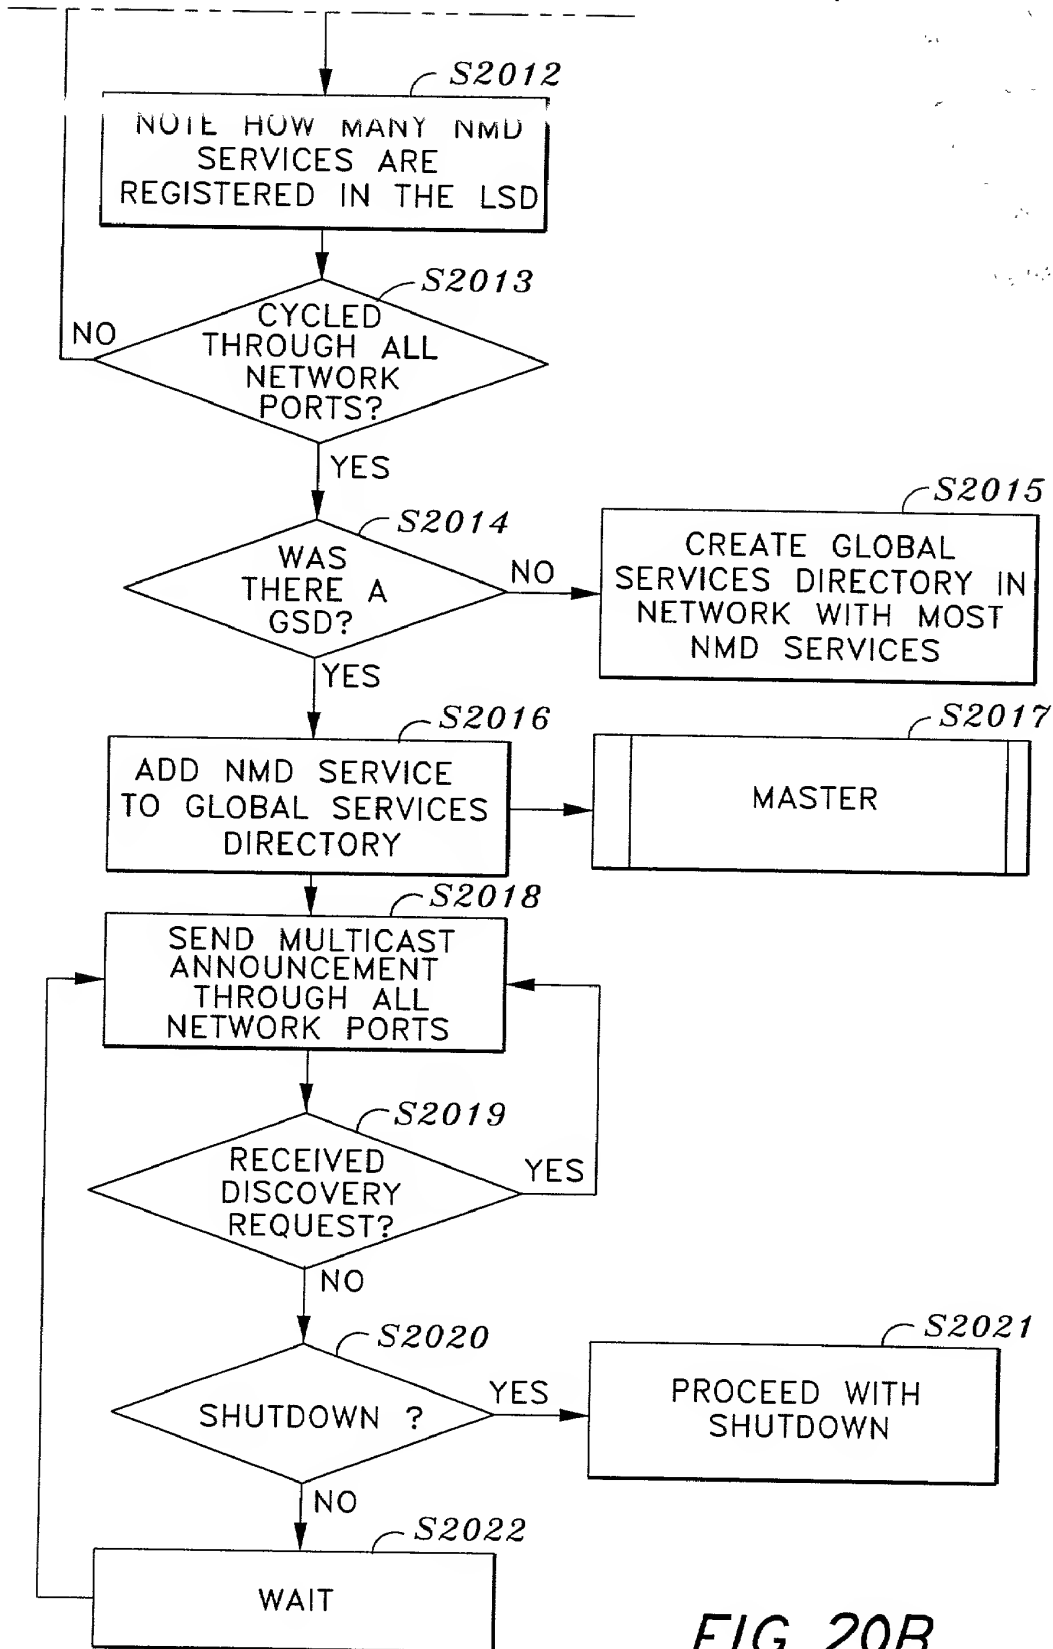 S2012
NOTE HOW MANY NMD
SERVICES ARE
REGISTERED IN THE LSD
S2013
CYCLED
THROUGH ALL
NETWORK
PORTS?
NO
YES
S2014
WAS
THERE A
GSD?
NO
YES
S2015
CREATE GLOBAL
SERVICES DIRECTORY IN
NETWORK WITH MOST
NMD SERVICES
S2016
ADD NMD SERVICE
TO GLOBAL SERVICES
DIRECTORY
S2017
MASTER
S2018
SEND MULTICAST
ANNOUNCEMENT
THROUGH ALL
NETWORK PORTS
S2019
RECEIVED
DISCOVERY
REQUEST?
YES
NO
S2020
SHUTDOWN ?
YES
NO
S2021
PROCEED WITH
SHUTDOWN
S2022
WAIT
FIG 20B